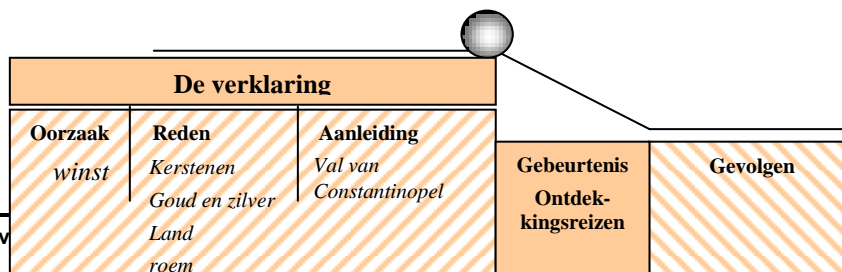 De verklaring
Oorzaak
winst
Reden
Kerstenen
Goud en zilver
Land
roem
Aanleiding
Val van
Constantinopel
Gebeurtenis
Ontdek-
kingsreizen
Gevolgen
v